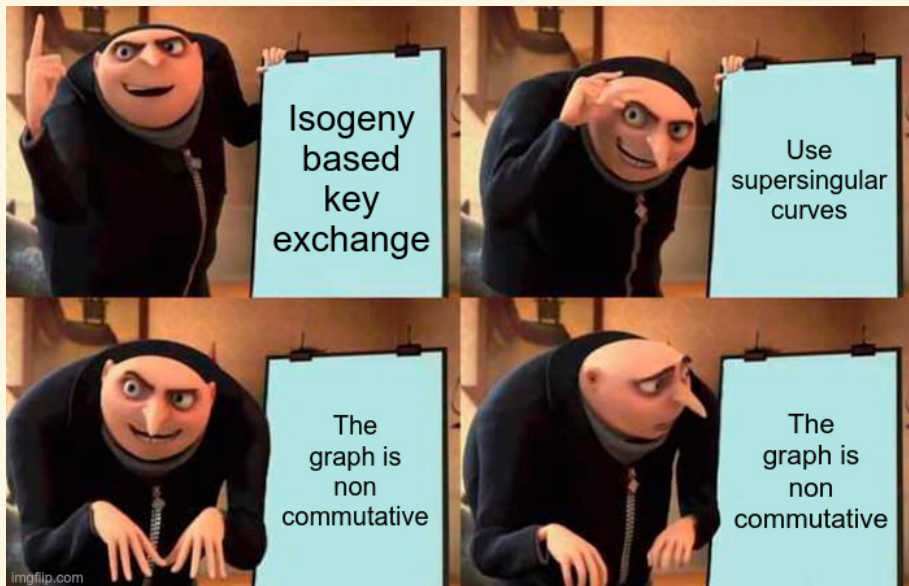 Isogeny
based
key
exchange
Use
supersingular
curves
The
graph is
non
commutative
The
graph is
non
commutative
imgflip.com